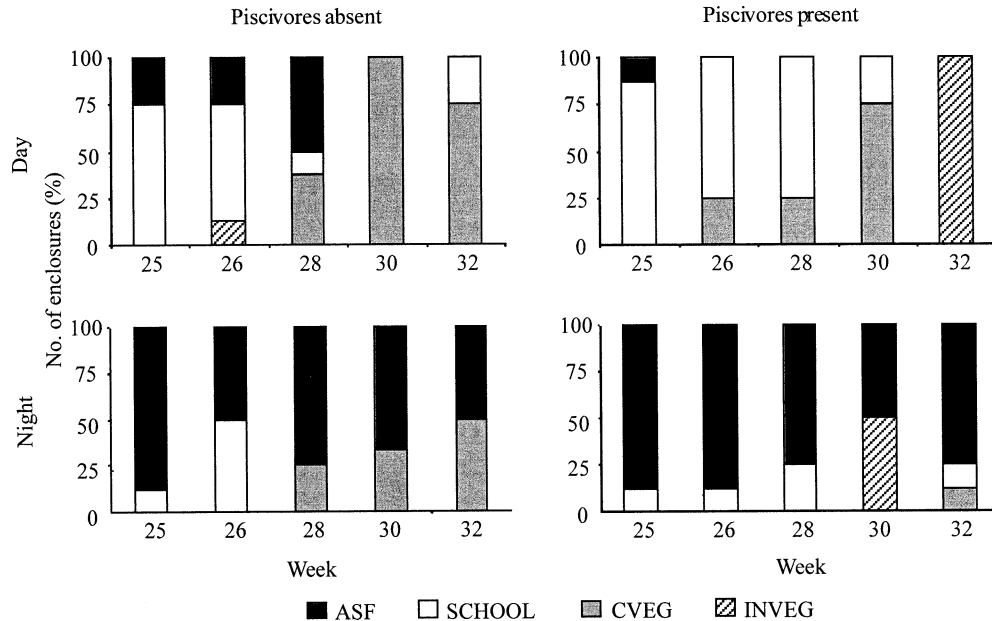 Piscivores absent
Piscivores present
Day
Night
No. of enclosures (%)
100
75
50
25
0
25 26 28 30 32
100
75
50
25
0
25 26 28 30 32
100
75
50
25
0
25 26 28 30 32
Week
100
75
50
25
0
25 26 28 30 32
Week
ASF SCHOOL CVEG INVEG